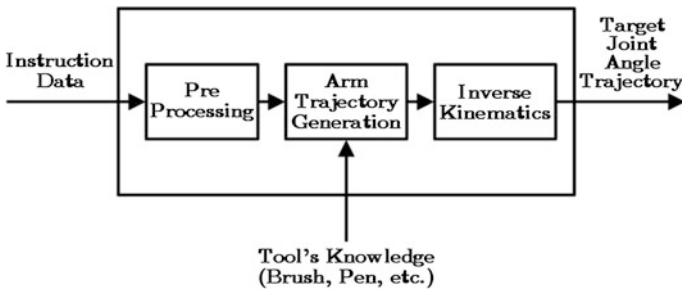 Instruction
Data
Pre
Processing
Arm
Trajectory
Generation
Inverse
Kinematics
Target
Joint
Angle
Trajectory
Tool's Knowledge
(Brush, Pen, etc.)